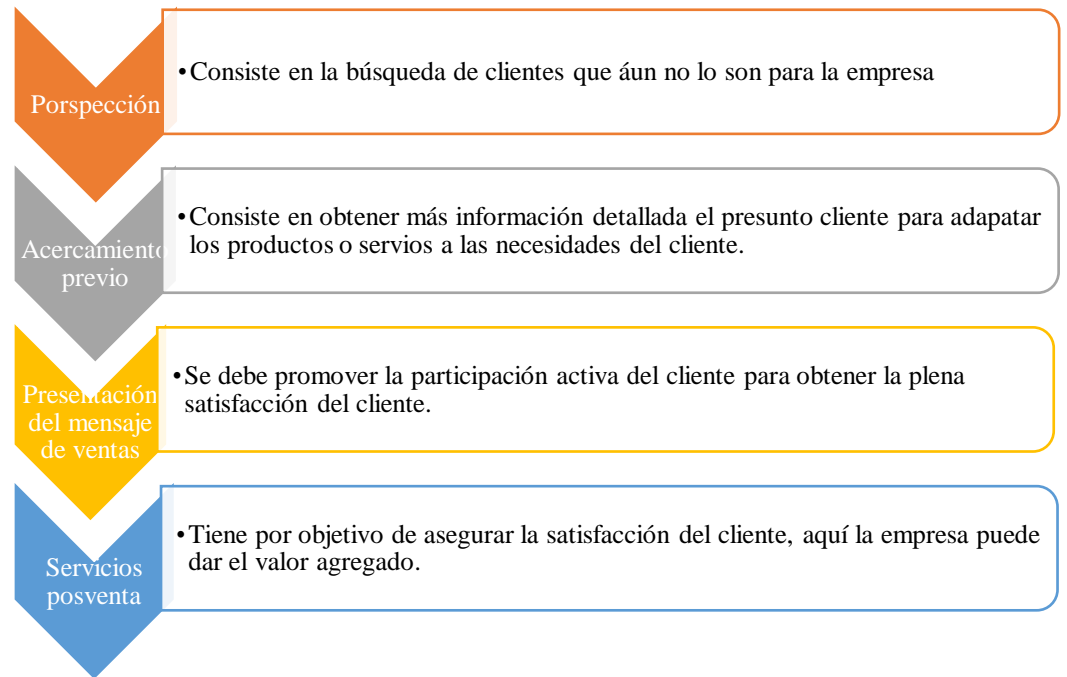 Porspección
•Consiste en la búsqueda de clientes que áun no lo son para la empresa
Acercamiento
previo
•Consiste en obtener más información detallada el presunto cliente para adapatar
los productos o servios a las necesidades del cliente.
Presentación
del mensaje
de ventas
•Se debe promover la participación activa del cliente para obtener la plena
satisfacción del cliente.
Servicios
posventa
•Tiene por objetivo de asegurar la satisfacción del cliente, aquí la empresa puede
dar el valor agregado.